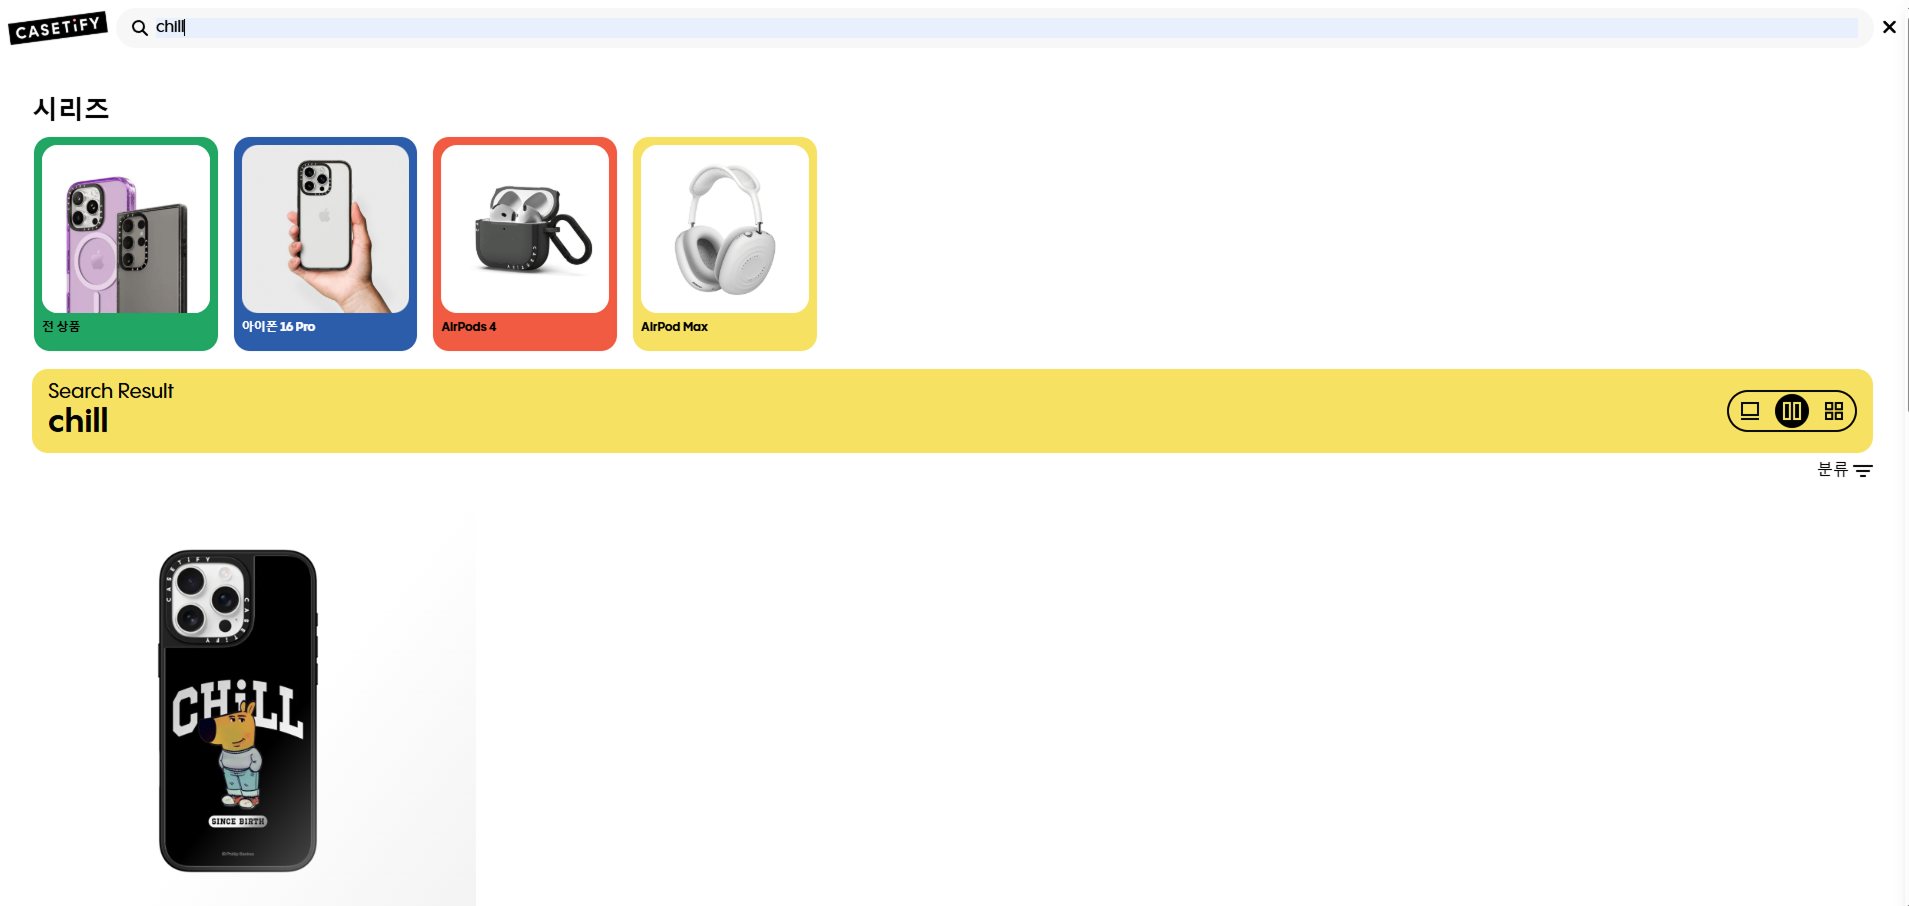 CASETiFY
chill
시리즈
전 상품
아이폰 16 Pro
AirPods 4
AirPod Max
Search Result
chill
분류
CASETIFY
CASETIFY
CHiLL
SINCE BIRTH